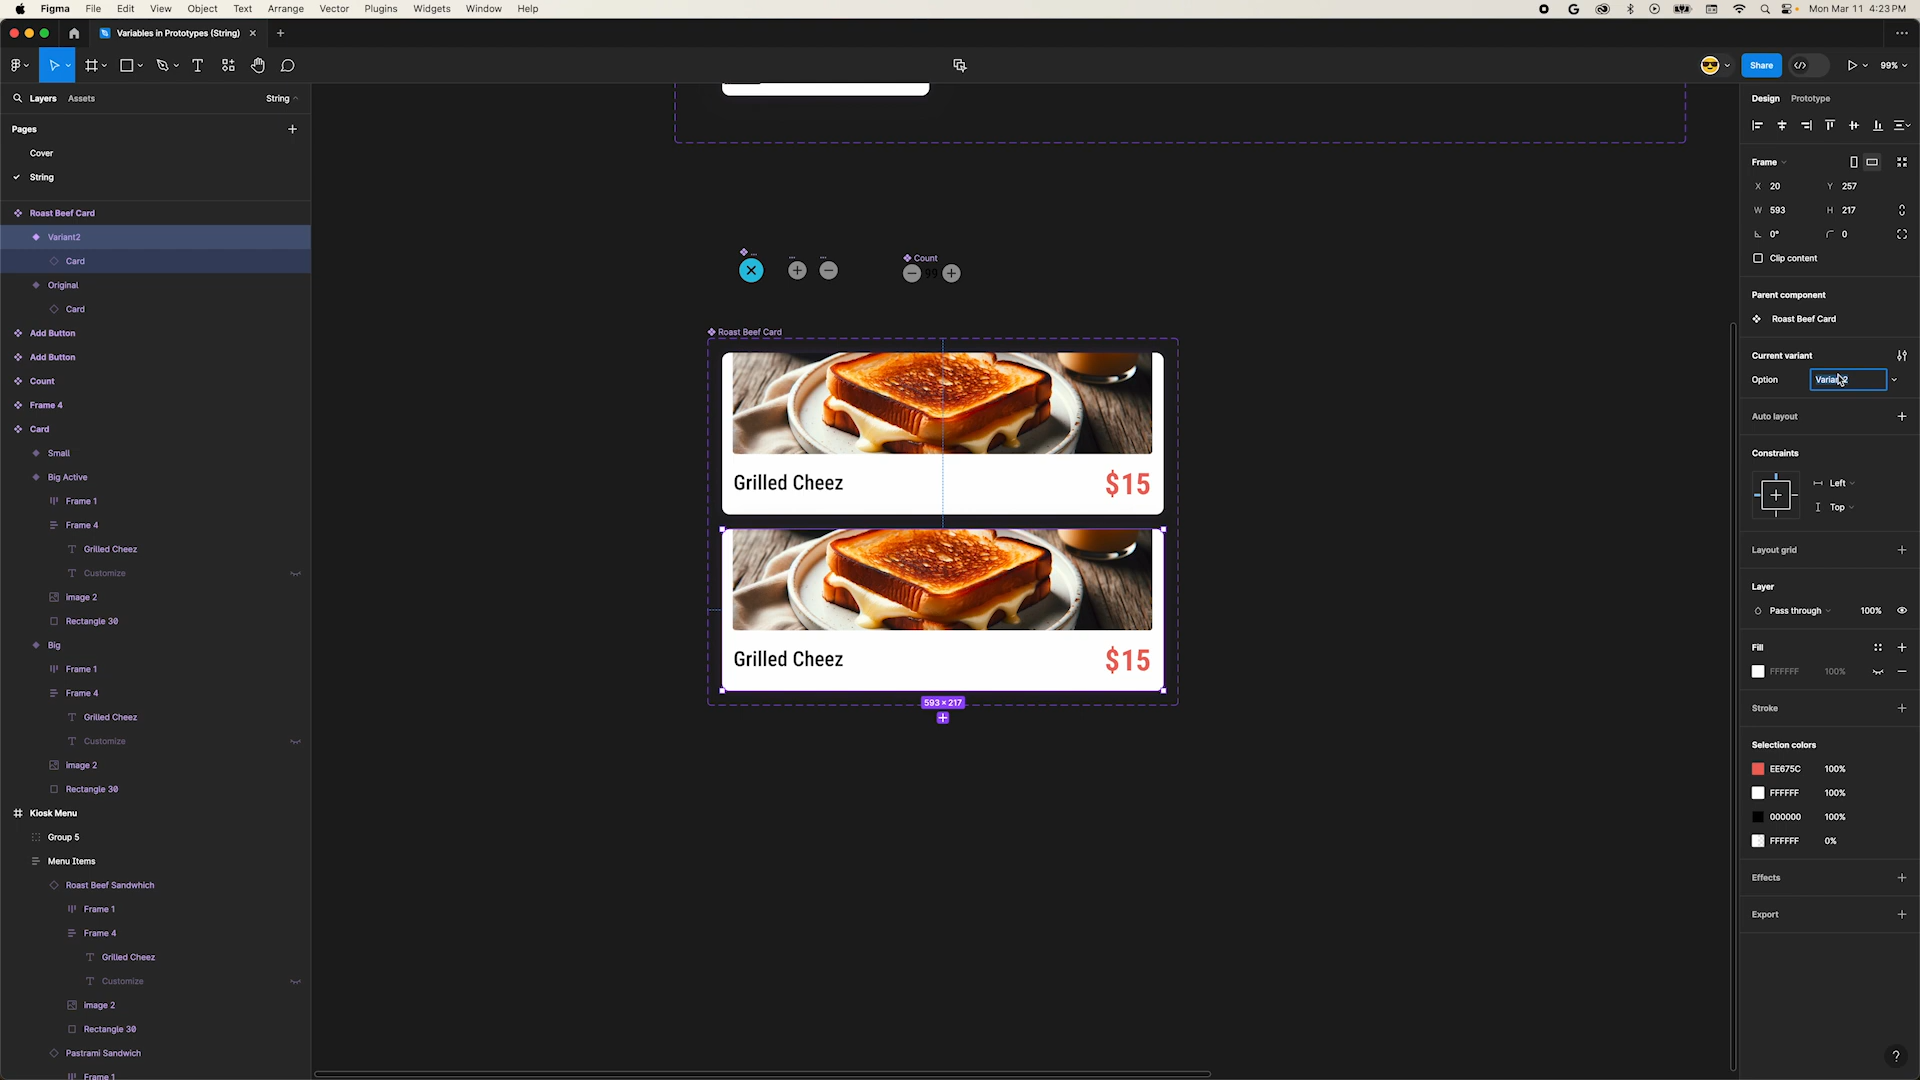 Figma File Edit View Object Text Arrange Vector Plugins Widgets Window Help
Mon Mar 11 4:23 PM
Variables in Prototypes (String)
Share
99%
Layers Assets String
Pages
Cover
String
Roast Beef Card
Variant2
Card
Original
Card
Add Button
Add Button
Count
Frame 4
Card
Small
Big Active
Frame 1
Frame 4
Grilled Cheez
Customize
image 2
Rectangle 30
Big
Frame 1
Frame 4
Grilled Cheez
Customize
image 2
Rectangle 30
Kiosk Menu
Group 5
Menu Items
Roast Beef Sandwhich
Frame 1
Frame 4
Grilled Cheez
Customize
image 2
Rectangle 30
Pastrami Sandwich
Frame 1
...
...
...
Count
99
Roast Beef Card
Grilled Cheez $15
Grilled Cheez $15
593 × 217
Design Prototype
Frame
X 20 Y 257
W 593 H 217
0° 0
Clip content
Parent component
Roast Beef Card
Current variant
Option Variant2
Auto layout
Constraints
Left
Top
Layout grid
Layer
Pass through 100%
Fill
FFFFFF 100%
Stroke
Selection colors
EE675C 100%
FFFFFF 100%
000000 100%
FFFFFF 0%
Effects
Export
?